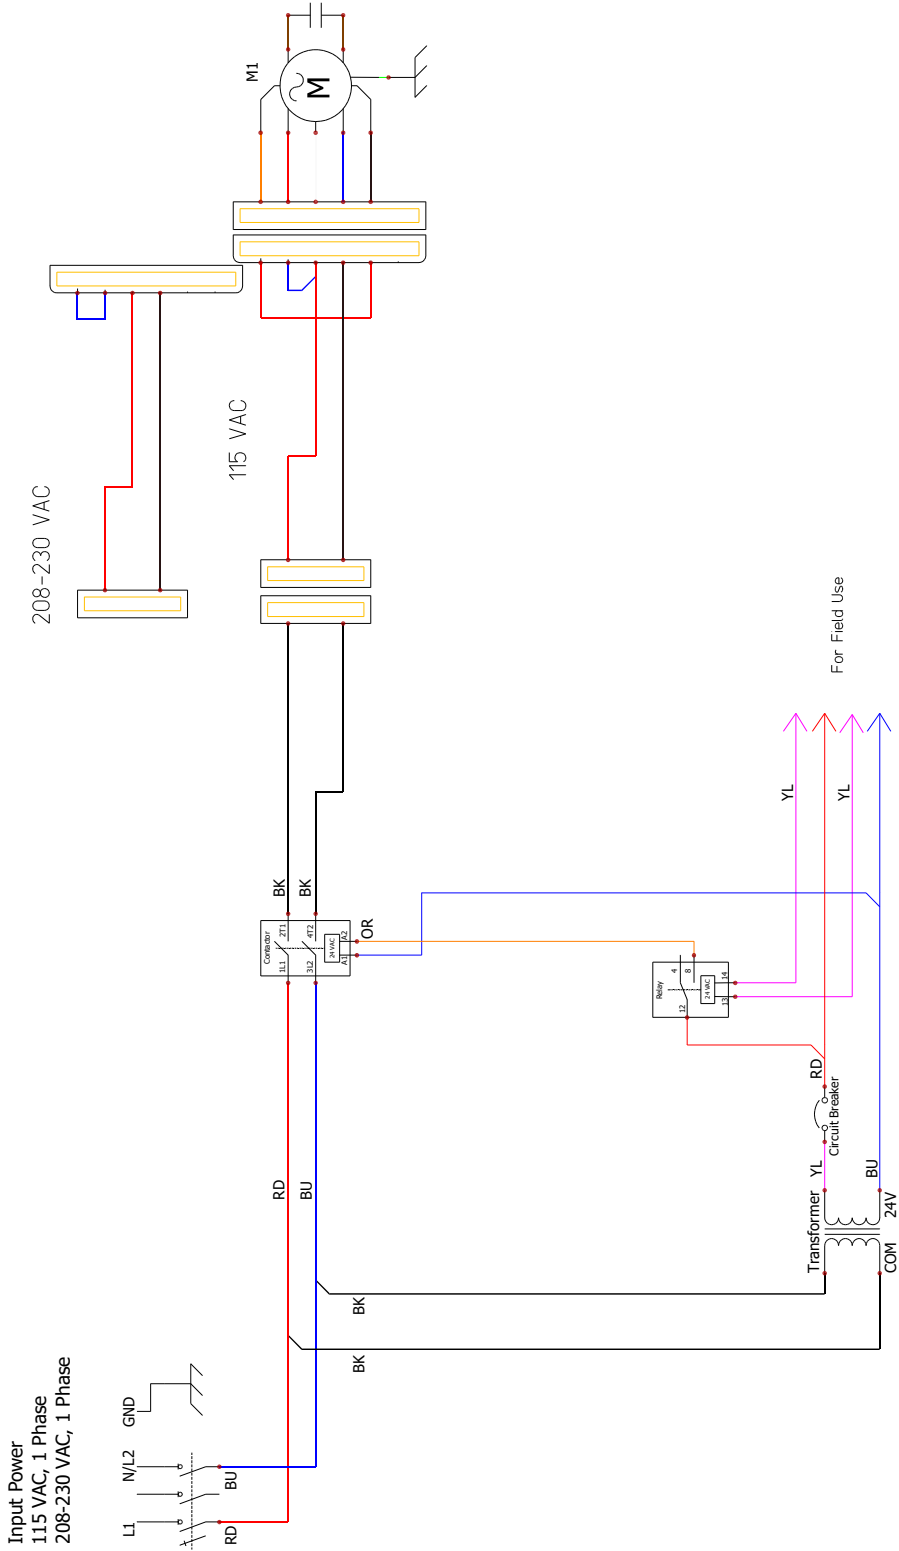 Input Power
115 VAC, 1 Phase
208-230 VAC, 1 Phase
L1
N/L2
GND
RD
BU
RD
BU
BK
BK
Contactor
1L1
2T1
3L2
4T2
24 VAC
A1
A2
BK
BK
OR
208-230 VAC
115 VAC
M1
M
Relay
12
4
8
24 VAC
13
14
Transformer
COM
24V
YL
BU
Circuit Breaker
RD
YL
YL
For Field Use